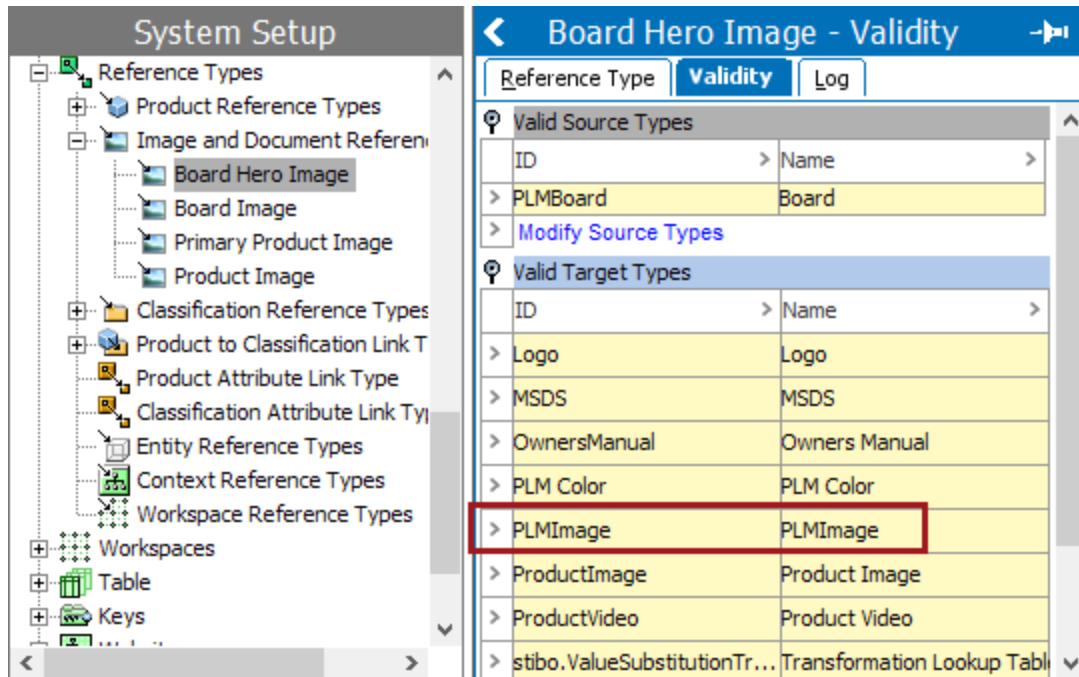 System Setup
Reference Types
Product Reference Types
Image and Document Referen
Board Hero Image
Board Image
Primary Product Image
Product Image
Classification Reference Types
Product to Classification Link T
Product Attribute Link Type
Classification Attribute Link Ty
Entity Reference Types
Context Reference Types
Workspace Reference Types
Workspaces
Table
Keys
Board Hero Image - Validity
Reference Type Validity Log
Valid Source Types
ID > Name >
> PLMBoard Board
> Modify Source Types
Valid Target Types
ID > Name >
> Logo Logo
> MSDS MSDS
> OwnersManual Owners Manual
> PLM Color PLM Color
> PLMImage PLMImage
> ProductImage Product Image
> ProductVideo Product Video
> stibo.ValueSubstitutionTr... Transformation Lookup Tabl